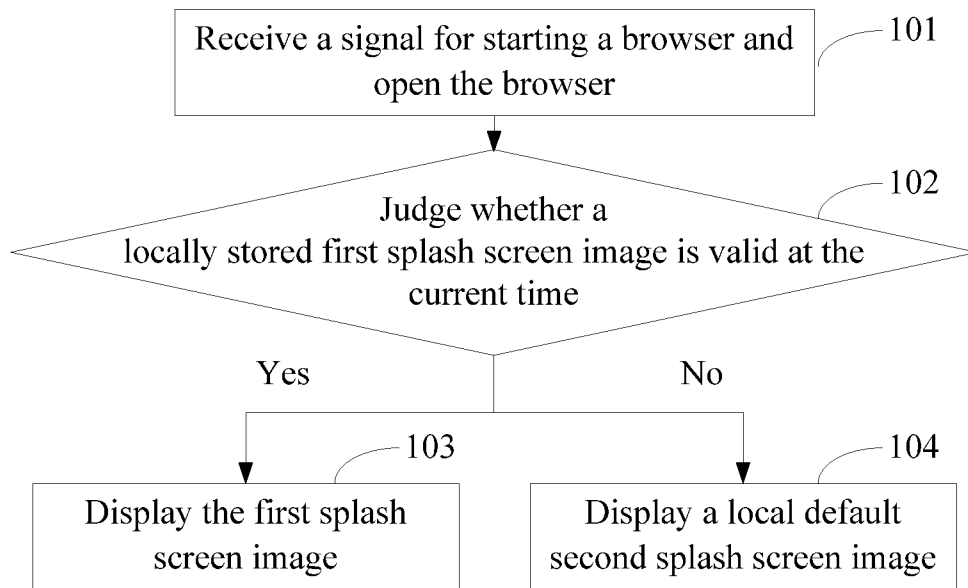 Receive a signal for starting a browser and
open the browser
101
102
Judge whether a
locally stored first splash screen image is valid at the
current time
Yes
No
103
104
Display the first splash
screen image
Display a local default
second splash screen image